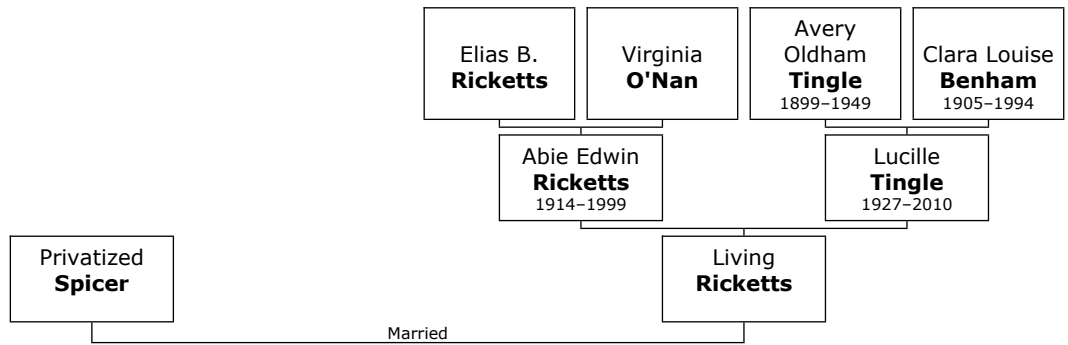 Elias B.
Ricketts
Virginia
O'Nan
Avery
Oldham
Tingle
1899–1949
Clara Louise
Benham
1905–1994
Abie Edwin
Ricketts
1914–1999
Lucille
Tingle
1927–2010
Privatized
Spicer
Living
Ricketts
Married